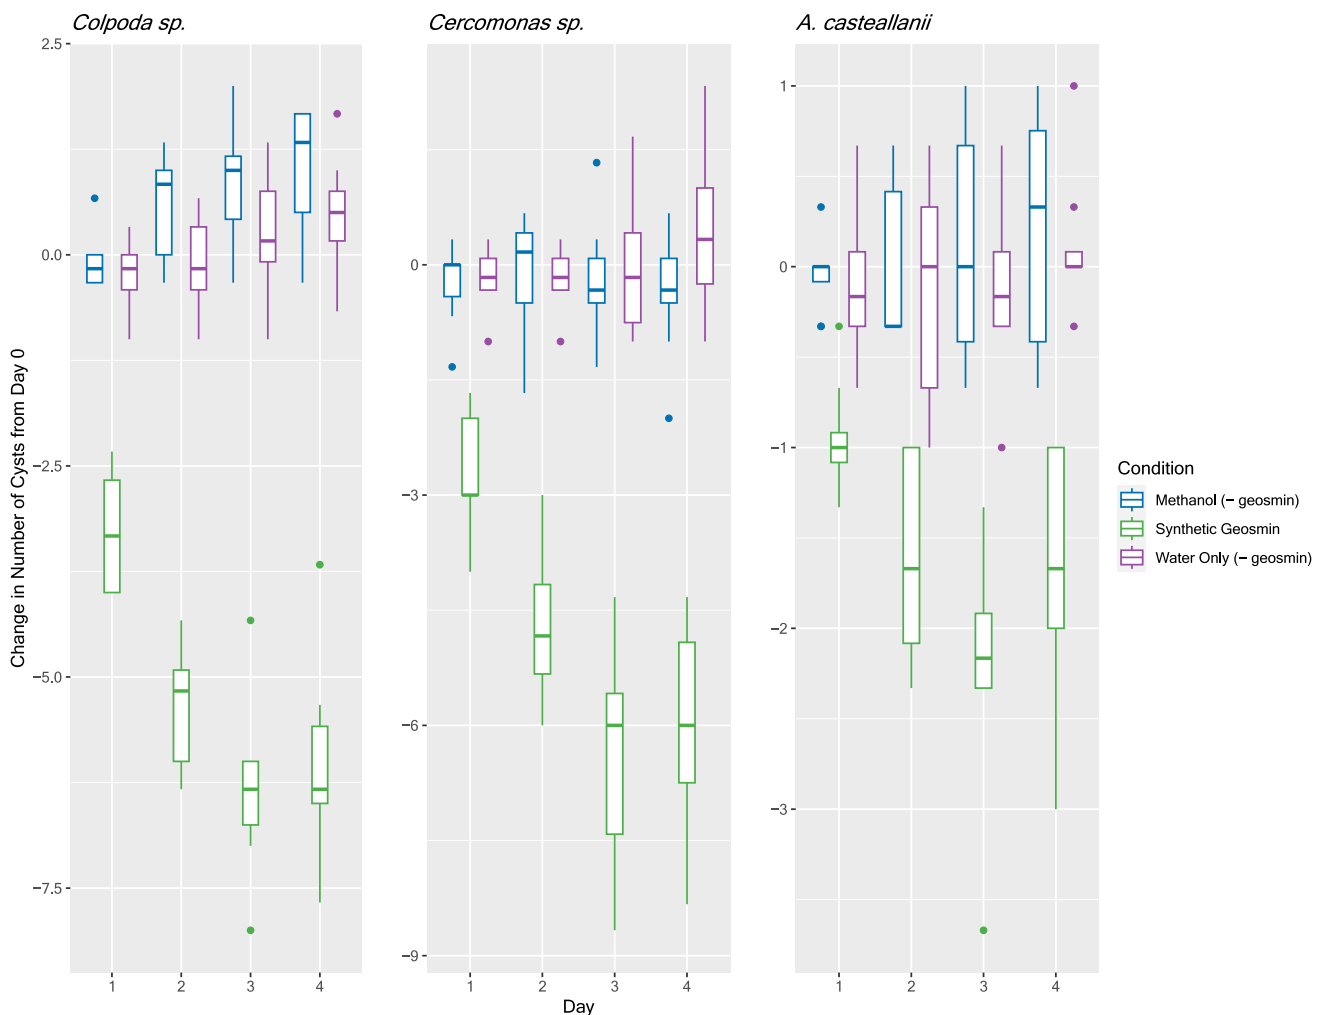 Colpoda sp.
Cercomonas sp.
A. casteallanii
Change in Number of Cysts from Day 0
2.5
0.0
−2.5
−5.0
−7.5
1 2 3 4
0
−3
−6
−9
1 2 3 4
1
0
−1
−2
−3
1 2 3 4
Day
Condition
Methanol (− geosmin)
Synthetic Geosmin
Water Only (− geosmin)